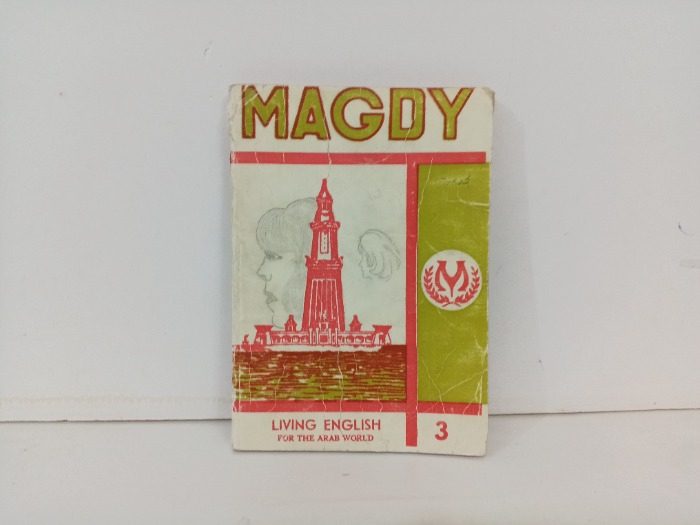 MAGDY
LIVING ENGLISH
FOR THE ARAB WORLD
3